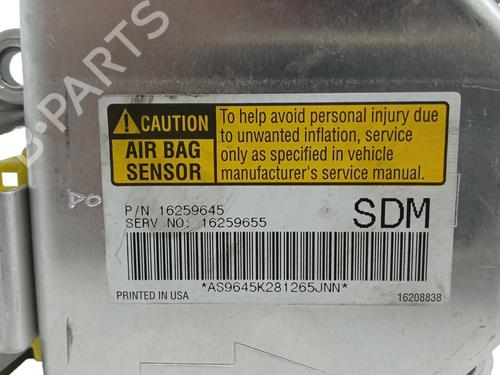 B-PARTS
CAUTION
AIR BAG
SENSOR
To help avoid personal injury due
to unwanted inflation, service
only as specified in vehicle
manufacturer's service manual.
P/N 16259645
SERV NO: 16259655
SDM
*AS9645K281265JNN*
PRINTED IN USA
16208838